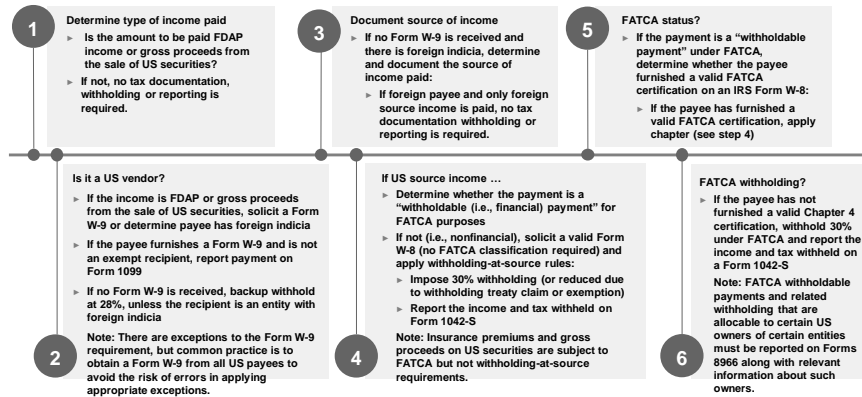 1
Determine type of income paid
► Is the amount to be paid FDAP
income or gross proceeds from
the sale of US securities?
► If not, no tax documentation,
withholding or reporting is
required.
2
Is it a US vendor?
► If the income is FDAP or gross proceeds
from the sale of US securities, solicit a Form
W-9 or determine payee has foreign indicia
► If the payee furnishes a Form W-9 and is not
an exempt recipient, report payment on
Form 1099
► If no Form W-9 is received, backup withhold
at 28%, unless the recipient is an entity with
foreign indicia
Note: There are exceptions to the Form W-9
requirement, but common practice is to
obtain a Form W-9 from all US payees to
avoid the risk of errors in applying
appropriate exceptions.
3
Document source of income
► If no Form W-9 is received and
there is foreign indicia, determine
and document the source of
income paid:
► If foreign payee and only foreign
source income is paid, no tax
documentation withholding or
reporting is required.
4
If US source income …
► Determine whether the payment is a
“withholdable (i.e., financial) payment” for
FATCA purposes
► If not (i.e., nonfinancial), solicit a valid Form
W-8 (no FATCA classification required) and
apply withholding-at-source rules:
► Impose 30% withholding (or reduced due
to withholding treaty claim or exemption)
► Report the income and tax withheld on
Form 1042-S
Note: Insurance premiums and gross
proceeds on US securities are subject to
FATCA but not withholding-at-source
requirements.
5
FATCA status?
► If the payment is a “withholdable
payment” under FATCA,
determine whether the payee
furnished a valid FATCA
certification on an IRS Form W-8:
► If the payee has furnished a
valid FATCA certification, apply
chapter (see step 4)
6
FATCA withholding?
► If the payee has not
furnished a valid Chapter 4
certification, withhold 30%
under FATCA and report the
income and tax withheld on
a Form 1042-S
Note: FATCA withholdable
payments and related
withholding that are
allocable to certain US
owners of certain entities
must be reported on Forms
8966 along with relevant
information about such
owners.